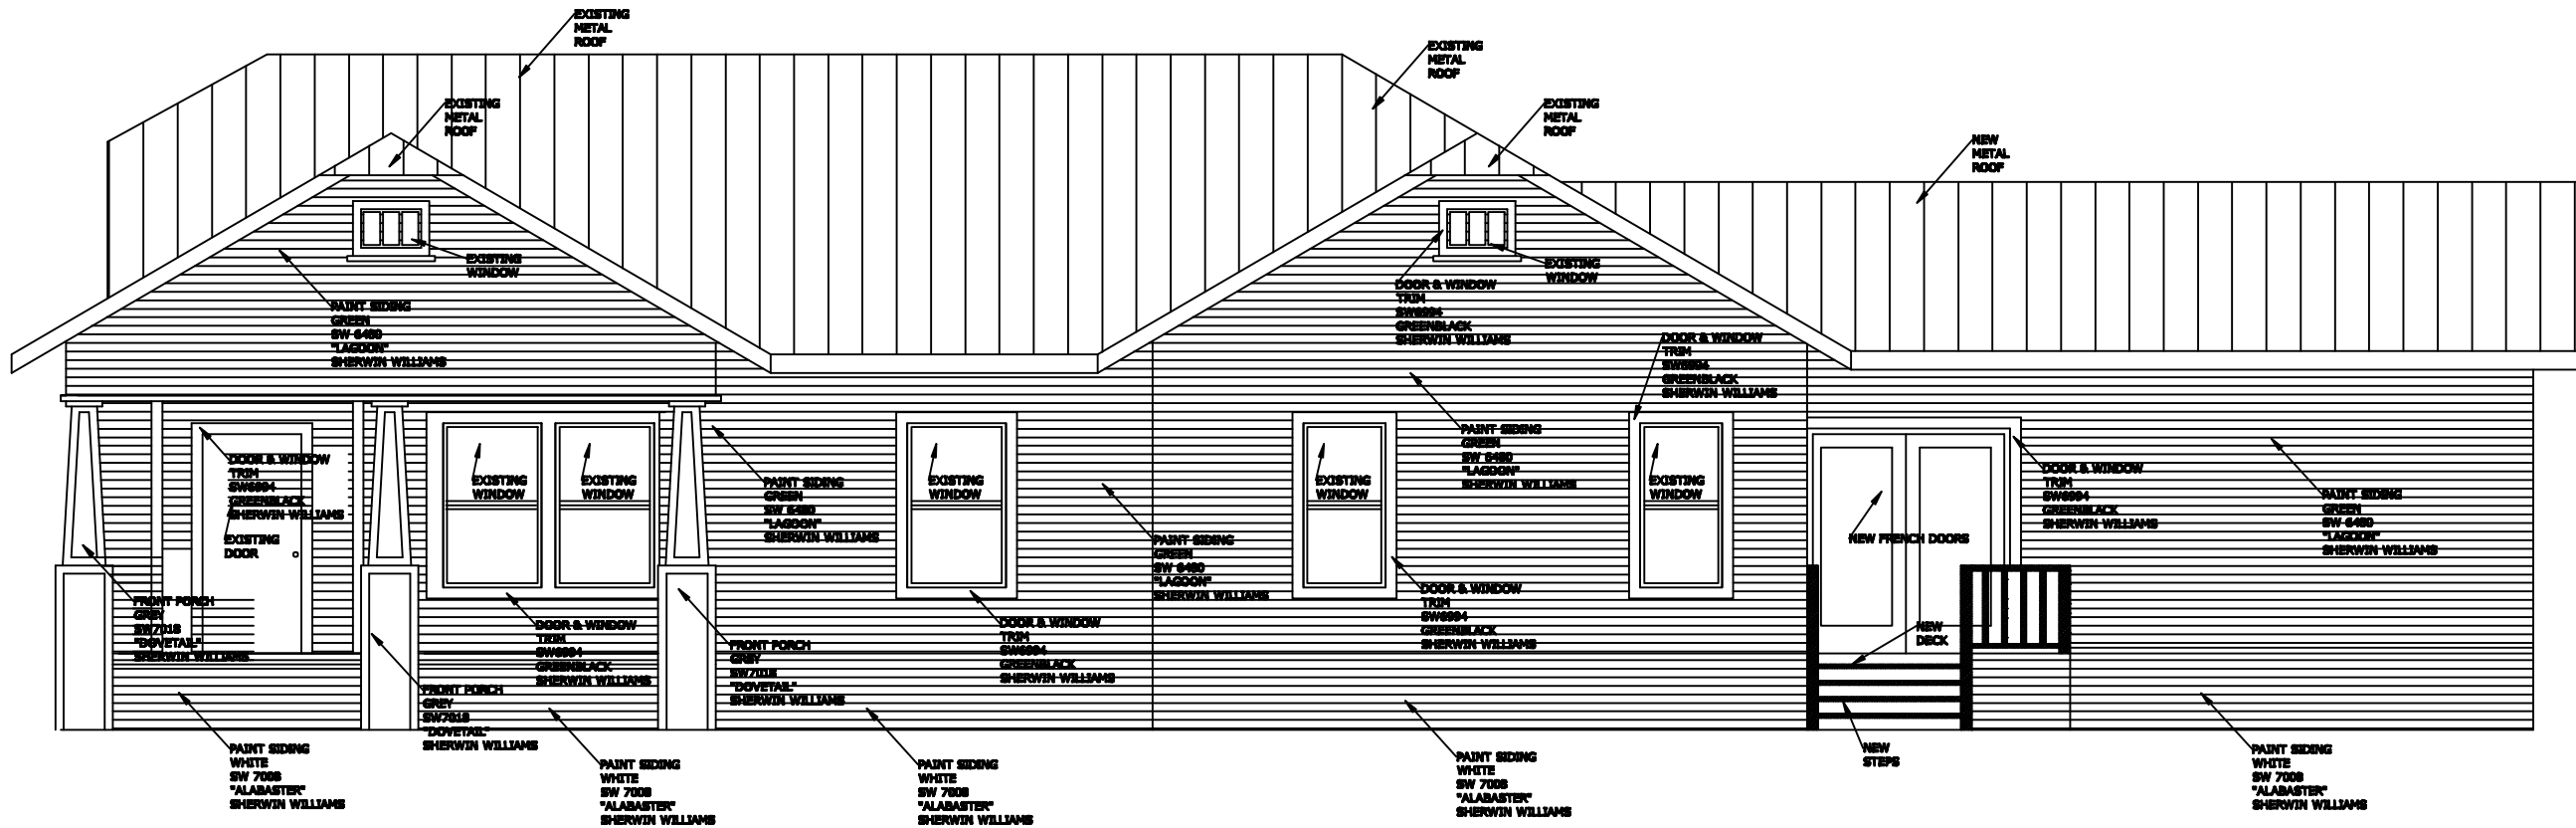 EXISTING
METAL
ROOF
EXISTING
METAL
ROOF
EXISTING
METAL
ROOF
EXISTING
METAL
ROOF
NEW
METAL
ROOF
EXISTING
WINDOW
EXISTING
WINDOW
PAINT SIDING
GREEN
SW 6480
"LAGOON"
SHERWIN WILLIAMS
DOOR & WINDOW
TRIM
SW6994
GREENBLACK
SHERWIN WILLIAMS
DOOR & WINDOW
TRIM
SW6994
GREENBLACK
SHERWIN WILLIAMS
DOOR & WINDOW
TRIM
SW6994
GREENBLACK
SHERWIN WILLIAMS
EXISTING
DOOR
EXISTING
WINDOW
EXISTING
WINDOW
PAINT SIDING
GREEN
SW 6480
"LAGOON"
SHERWIN WILLIAMS
EXISTING
WINDOW
PAINT SIDING
GREEN
SW 6480
"LAGOON"
SHERWIN WILLIAMS
EXISTING
WINDOW
PAINT SIDING
GREEN
SW 6480
"LAGOON"
SHERWIN WILLIAMS
EXISTING
WINDOW
NEW FRENCH DOORS
DOOR & WINDOW
TRIM
SW6994
GREENBLACK
SHERWIN WILLIAMS
PAINT SIDING
GREEN
SW 6480
"LAGOON"
SHERWIN WILLIAMS
FRONT PORCH
GREY
SW7018
"DOVETAIL"
SHERWIN WILLIAMS
FRONT PORCH
GREY
SW7018
"DOVETAIL"
SHERWIN WILLIAMS
DOOR & WINDOW
TRIM
SW6994
GREENBLACK
SHERWIN WILLIAMS
FRONT PORCH
GREY
SW7018
"DOVETAIL"
SHERWIN WILLIAMS
DOOR & WINDOW
TRIM
SW6994
GREENBLACK
SHERWIN WILLIAMS
DOOR & WINDOW
TRIM
SW6994
GREENBLACK
SHERWIN WILLIAMS
NEW
DECK
PAINT SIDING
WHITE
SW 7008
"ALABASTER"
SHERWIN WILLIAMS
PAINT SIDING
WHITE
SW 7008
"ALABASTER"
SHERWIN WILLIAMS
PAINT SIDING
WHITE
SW 7008
"ALABASTER"
SHERWIN WILLIAMS
PAINT SIDING
WHITE
SW 7008
"ALABASTER"
SHERWIN WILLIAMS
NEW
STEPS
PAINT SIDING
WHITE
SW 7008
"ALABASTER"
SHERWIN WILLIAMS